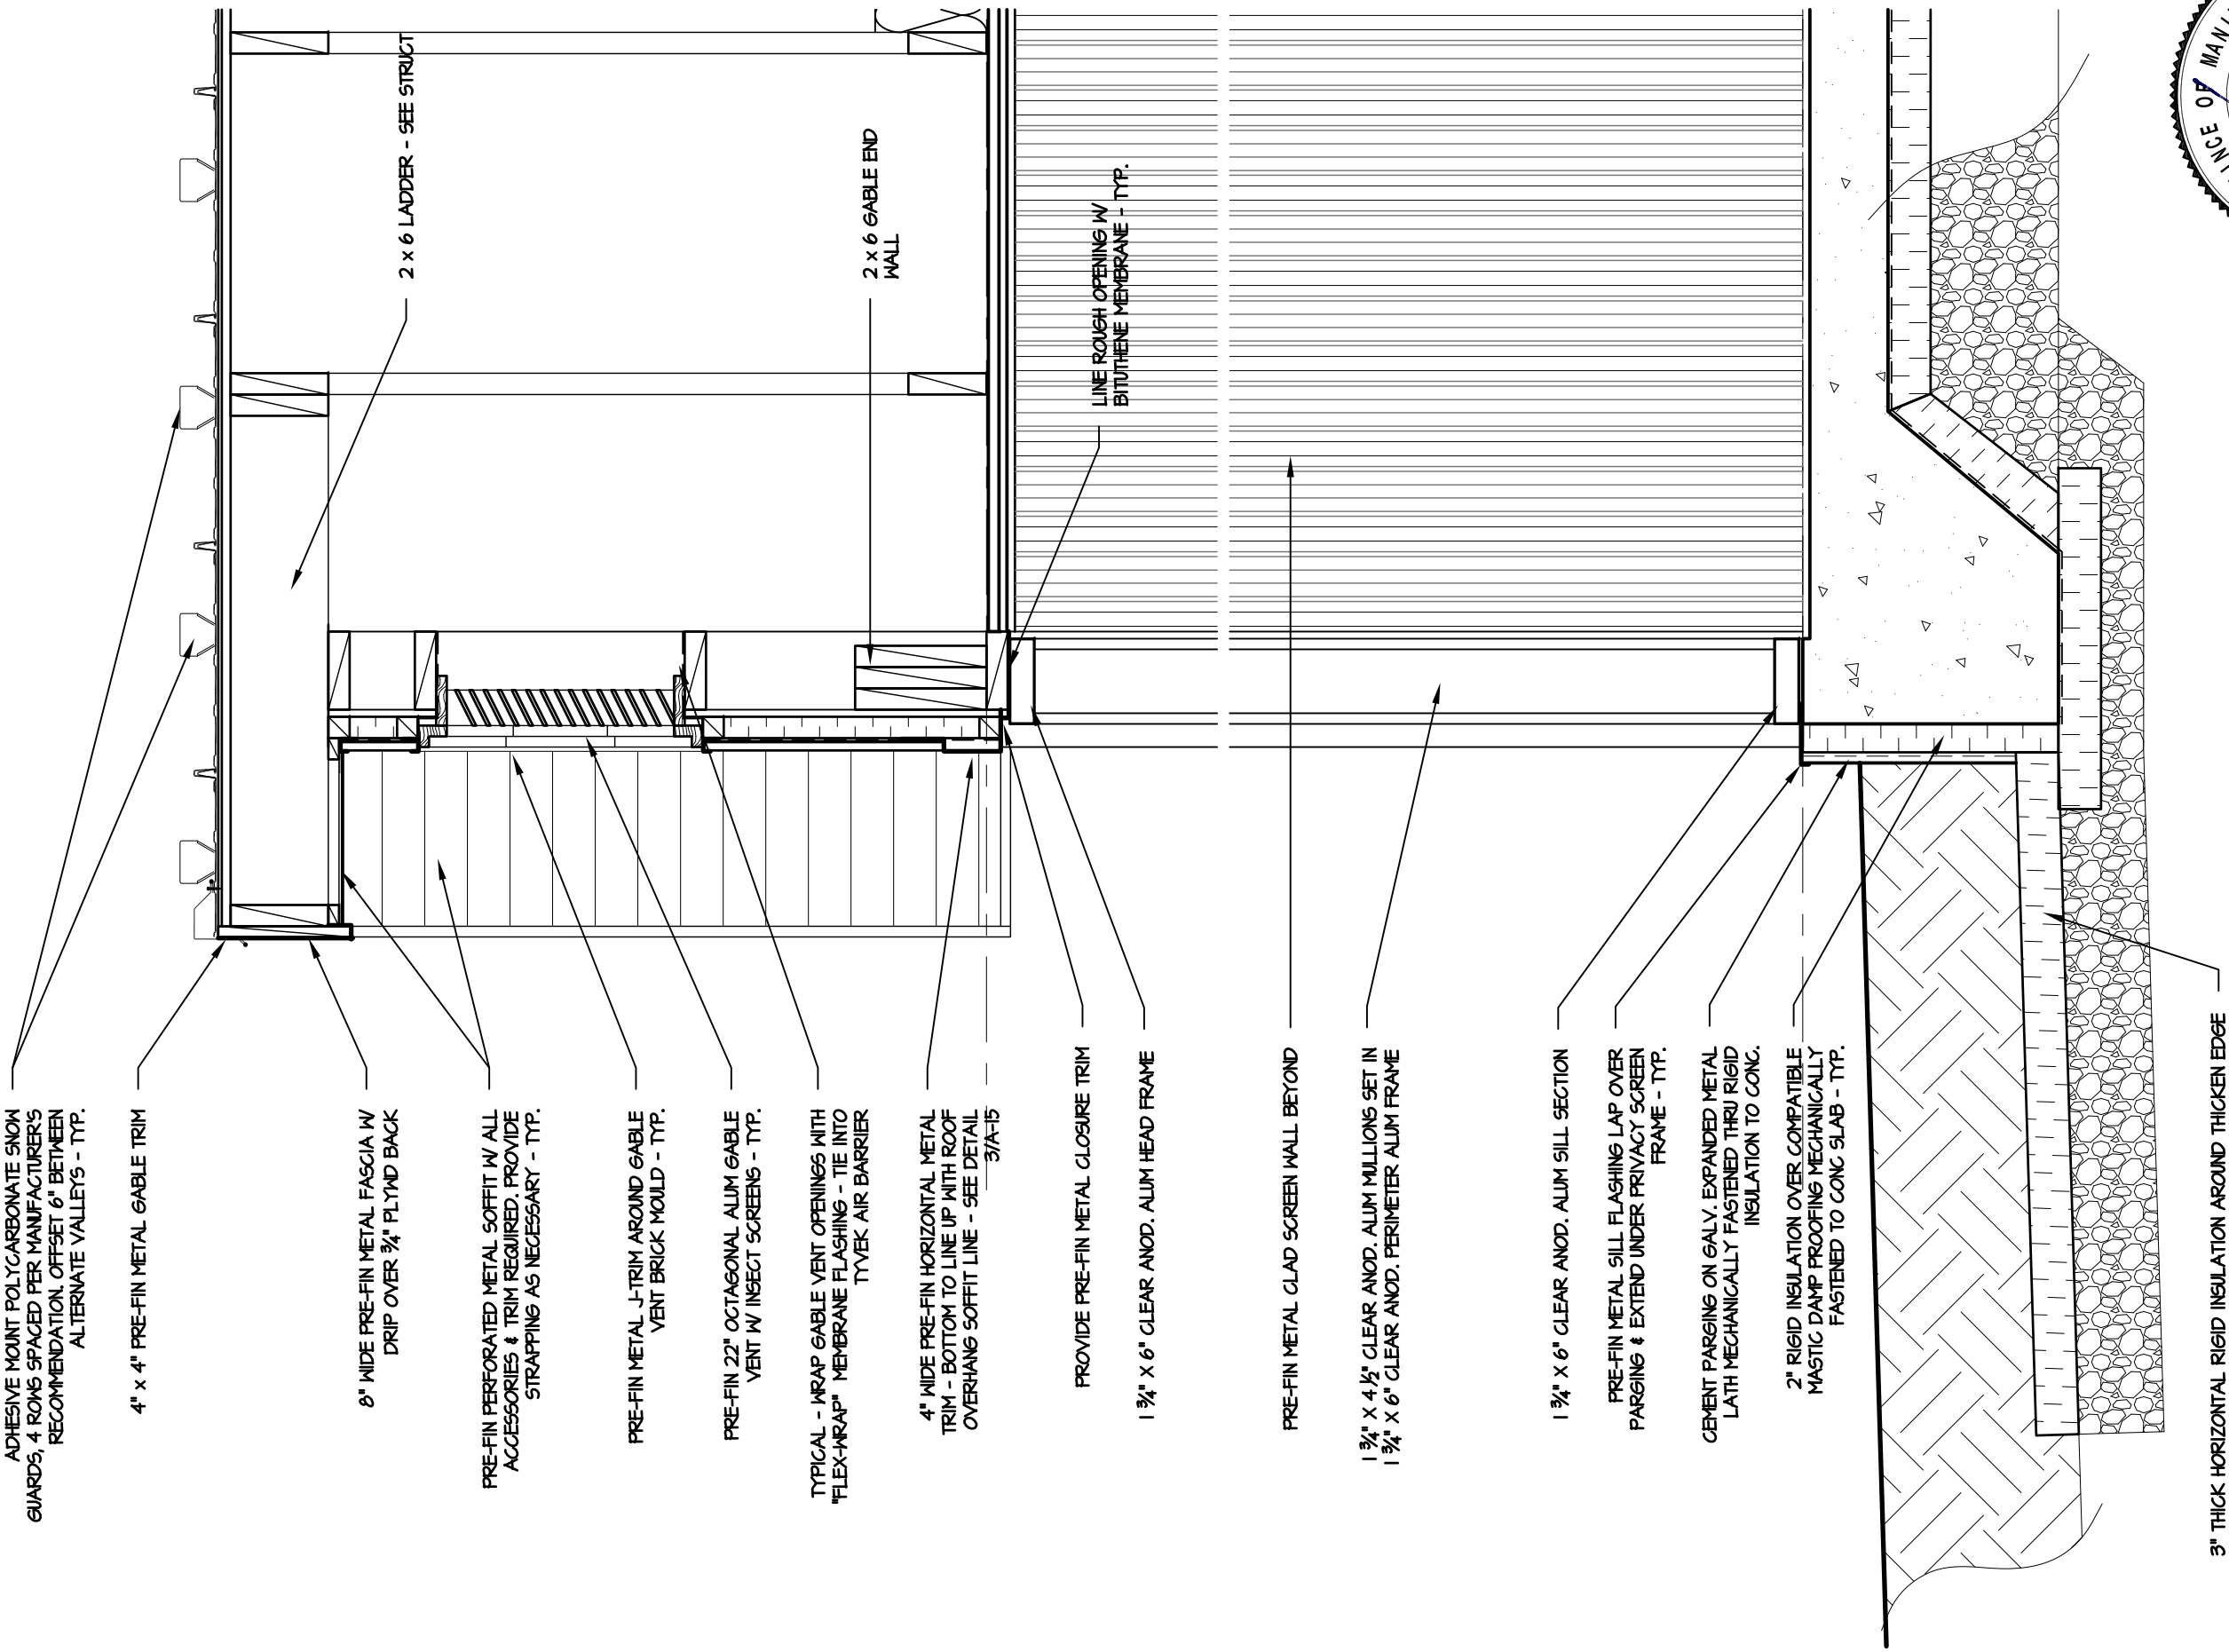 ADHESIVE MOUNT POLYCARBONATE SNOW
GUARDS, 4 ROWS SPACED PER MANUFACTURERS
RECOMMENDATION. OFFSET 6" BETWEEN
ALTERNATE VALLEYS - TYP.
4" x 4" PRE-FIN METAL GABLE TRIM
8" WIDE PRE-FIN METAL FASCIA W/
DRIP OVER ¾" PLYWD BACK
PRE-FIN PERFORATED METAL SOFFIT W/ ALL
ACCESSORIES & TRIM REQUIRED. PROVIDE
STRAPPING AS NECESSARY - TYP.
PRE-FIN METAL J-TRIM AROUND GABLE
VENT BRICK MOULD - TYP.
PRE-FIN 22" OCTAGONAL ALUM GABLE
VENT W/ INSECT SCREENS - TYP.
TYPICAL - WRAP GABLE VENT OPENINGS WITH
"FLEX-WRAP" MEMBRANE FLASHING - TIE INTO
TYVEK AIR BARRIER
4" WIDE PRE-FIN HORIZONTAL METAL
TRIM - BOTTOM TO LINE UP WITH ROOF
OVERHANG SOFFIT LINE - SEE DETAIL
3/A-15
PROVIDE PRE-FIN METAL CLOSURE TRIM
1 ¾" X 6" CLEAR ANOD. ALUM HEAD FRAME
PRE-FIN METAL CLAD SCREEN WALL BEYOND
1 ¾" X 4 ½" CLEAR ANOD. ALUM MULLIONS SET IN
1 ¾" X 6" CLEAR ANOD. PERIMETER ALUM FRAME
1 ¾" X 6" CLEAR ANOD. ALUM SILL SECTION
PRE-FIN METAL SILL FLASHING LAP OVER
PARGING & EXTEND UNDER PRIVACY SCREEN
FRAME - TYP.
CEMENT PARGING ON GALV. EXPANDED METAL
LATH MECHANICALLY FASTENED THRU RIGID
INSULATION TO CONC.
2" RIGID INSULATION OVER COMPATIBLE
MASTIC DAMP PROOFING MECHANICALLY
FASTENED TO CONC SLAB - TYP.
3" THICK HORIZONTAL RIGID INSULATION AROUND THICKEN EDGE
2 x 6 LADDER - SEE STRUCT
2 x 6 GABLE END
WALL
LINE ROUGH OPENING W/
BITUTHENE MEMBRANE - TYP.
OF